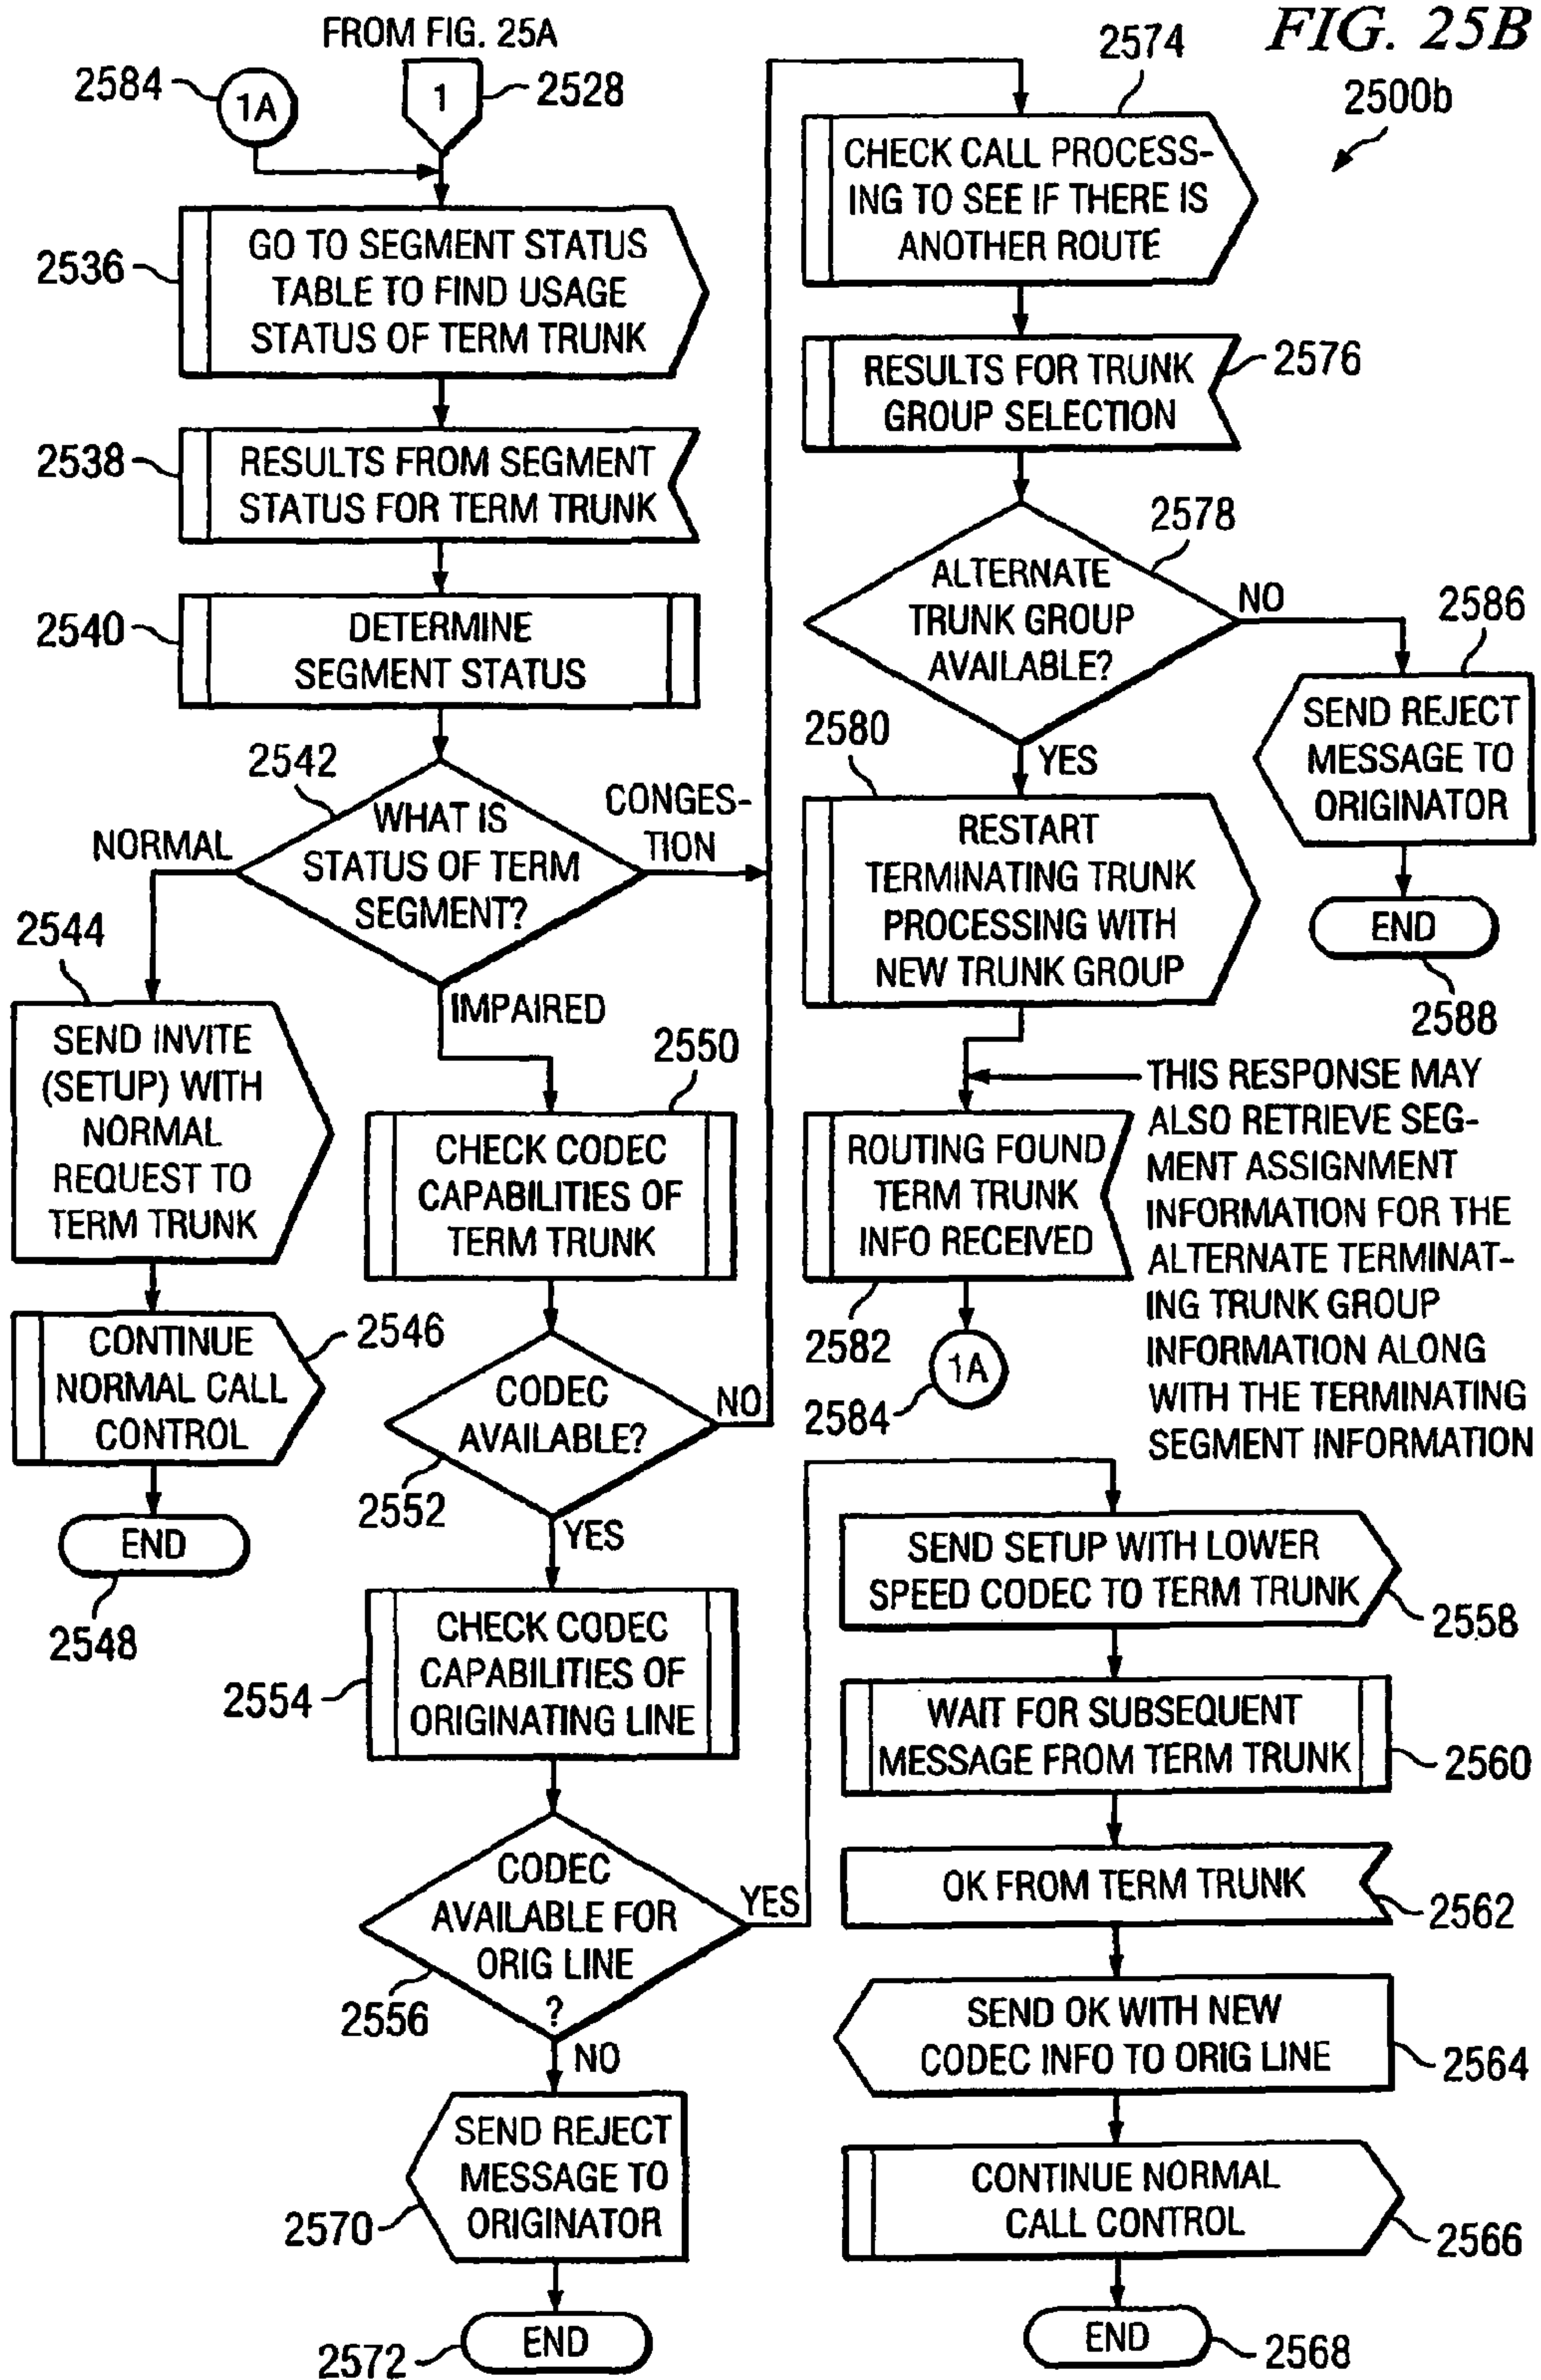 FIG. 25B
2500b
FROM FIG. 25A
2584
1A
1
2528
2536
GO TO SEGMENT STATUS
TABLE TO FIND USAGE
STATUS OF TERM TRUNK
2538
RESULTS FROM SEGMENT
STATUS FOR TERM TRUNK
2540
DETERMINE
SEGMENT STATUS
2542
WHAT IS
STATUS OF TERM
SEGMENT?
NORMAL
CONGES-
TION
IMPAIRED
2544
SEND INVITE
(SETUP) WITH
NORMAL
REQUEST TO
TERM TRUNK
CONTINUE
NORMAL CALL
CONTROL
2546
END
2548
2550
CHECK CODEC
CAPABILITIES OF
TERM TRUNK
CODEC
AVAILABLE?
NO
2552
YES
CHECK CODEC
CAPABILITIES OF
ORIGINATING LINE
2554
CODEC
AVAILABLE FOR
ORIG LINE
?
YES
2556
NO
SEND REJECT
MESSAGE TO
ORIGINATOR
2570
END
2572
2574
CHECK CALL PROCESS-
ING TO SEE IF THERE IS
ANOTHER ROUTE
RESULTS FOR TRUNK
GROUP SELECTION
2576
2578
ALTERNATE
TRUNK GROUP
AVAILABLE?
NO
2586
SEND REJECT
MESSAGE TO
ORIGINATOR
END
2588
YES
2580
RESTART
TERMINATING TRUNK
PROCESSING WITH
NEW TRUNK GROUP
THIS RESPONSE MAY
ALSO RETRIEVE SEG-
MENT ASSIGNMENT
INFORMATION FOR THE
ALTERNATE TERMINAT-
ING TRUNK GROUP
INFORMATION ALONG
WITH THE TERMINATING
SEGMENT INFORMATION
ROUTING FOUND
TERM TRUNK
INFO RECEIVED
2582
1A
2584
SEND SETUP WITH LOWER
SPEED CODEC TO TERM TRUNK
2558
WAIT FOR SUBSEQUENT
MESSAGE FROM TERM TRUNK
2560
OK FROM TERM TRUNK
2562
SEND OK WITH NEW
CODEC INFO TO ORIG LINE
2564
CONTINUE NORMAL
CALL CONTROL
2566
END
2568